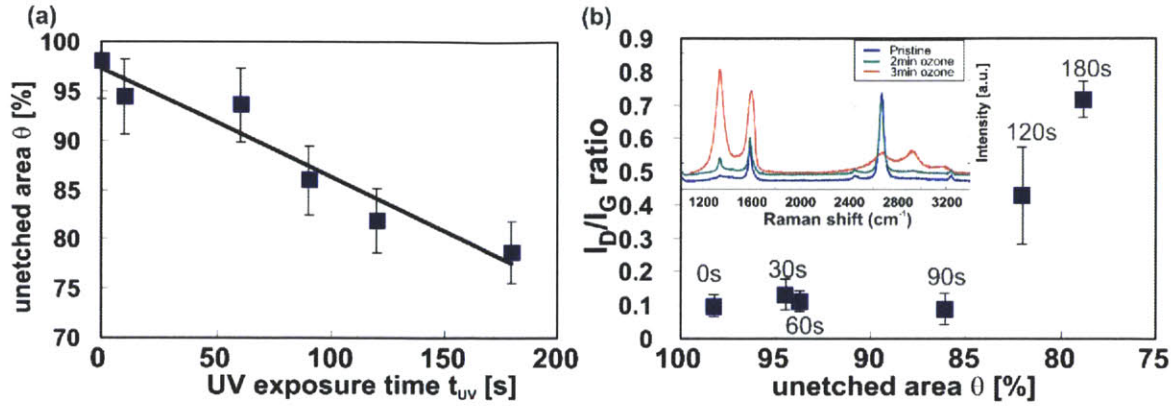 (a)
100
95
90
85
80
75
70
unetched area θ [%]
0
50
100
150
200
UV exposure time tUV [s]
(b)
0.9
0.8
0.7
0.6
0.5
0.4
0.3
0.2
0.1
0
ID/IG ratio
Pristine
2min ozone
3min ozone
Intensity [a.u.]
1200
1600
2000
2600
2800
3200
Raman shift (cm-1)
180s
120s
0s
30s
60s
90s
100
95
90
85
80
75
unetched area θ [%]